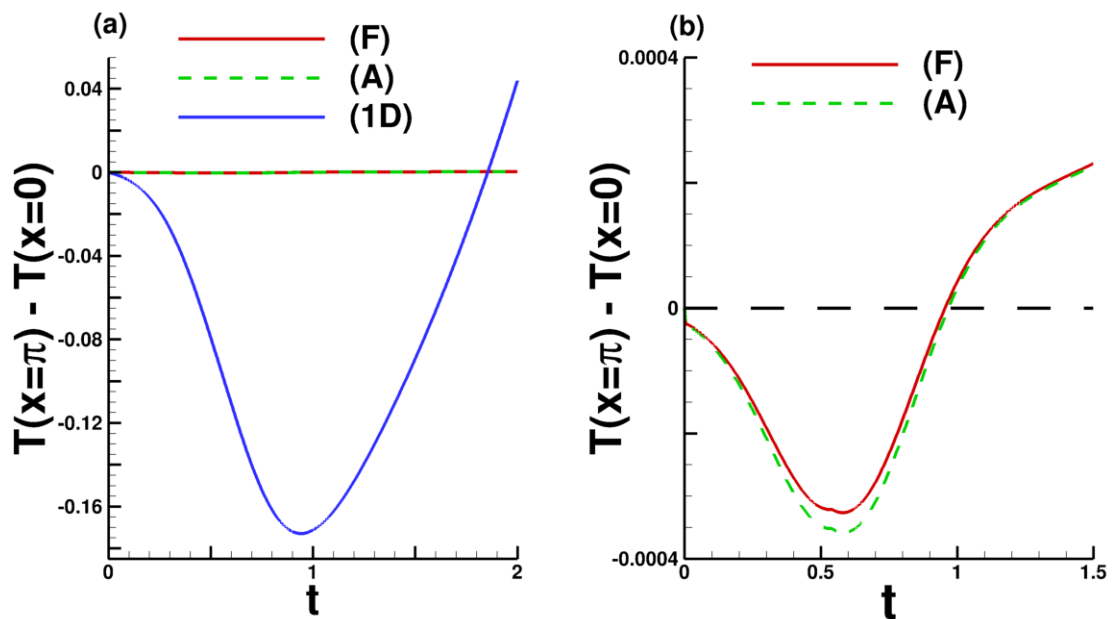 (a)
(F)
(A)
(1D)
T(x=π) - T(x=0)
0.04
0
-0.04
-0.08
-0.12
-0.16
0
1
2
t
(b)
(F)
(A)
T(x=π) - T(x=0)
0.0004
0
-0.0004
0
0.5
1
1.5
t